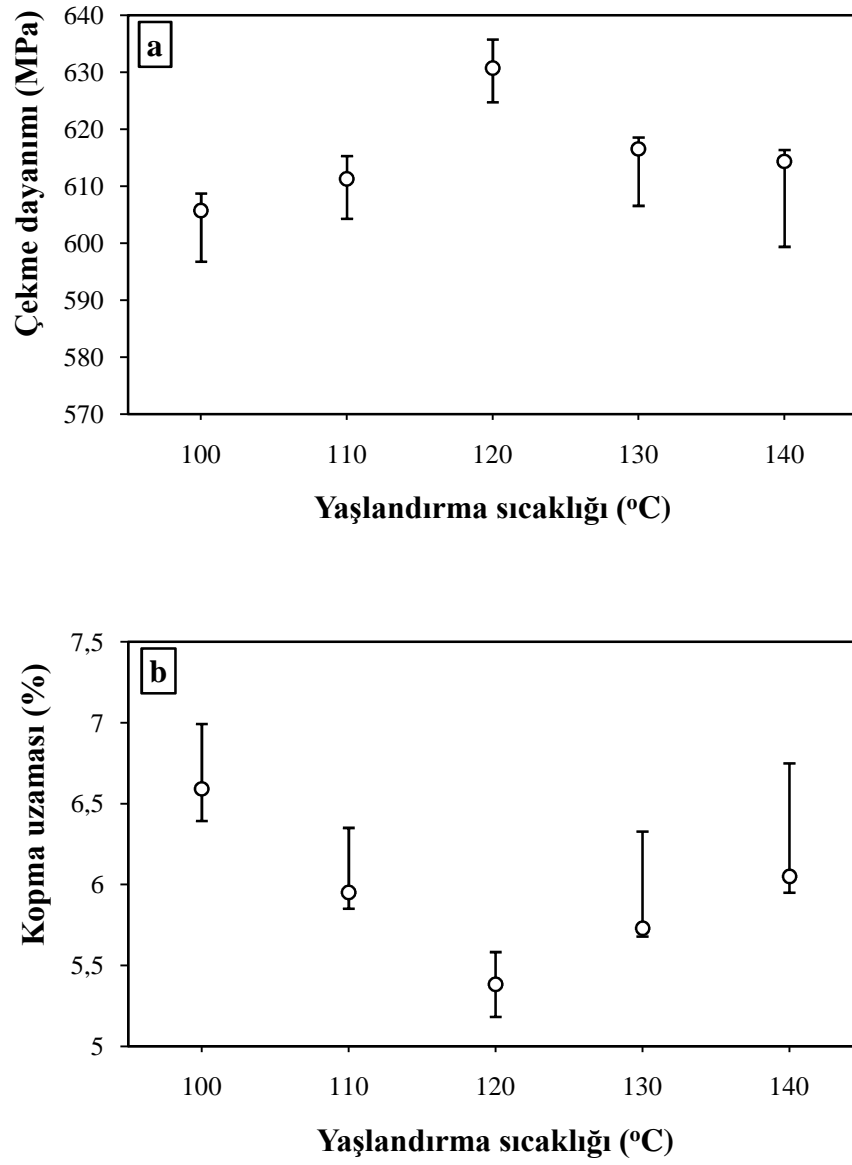 a
Çekme dayanımı (MPa)
640
630
620
610
600
590
580
570
100 110 120 130 140
Yaşlandırma sıcaklığı (ºC)
b
Kopma uzaması (%)
7,5
7
6,5
6
5,5
5
100 110 120 130 140
Yaşlandırma sıcaklığı (ºC)